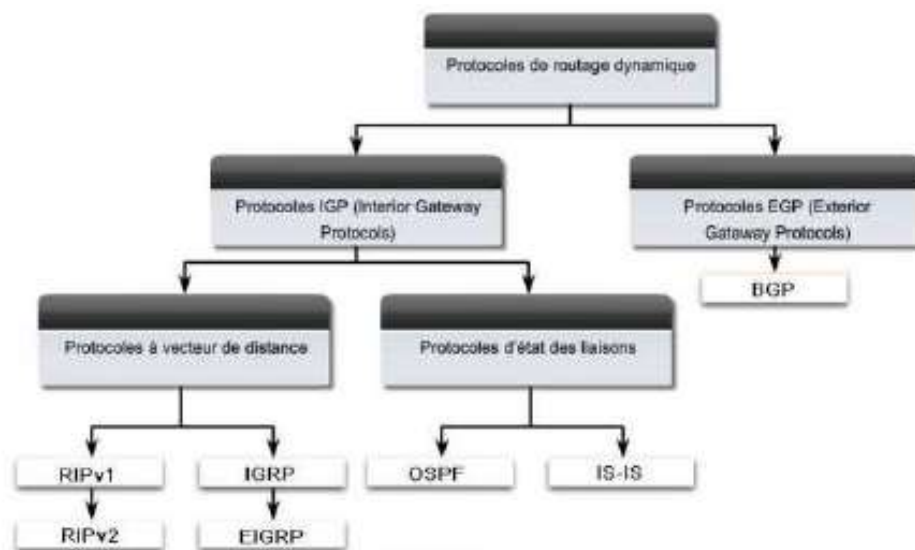 Protocoles de routage dynamique
Protocoles IGP (Interior Gateway
Protocols)
Protocoles EGP (Exterior
Gateway Protocols)
BGP
Protocoles à vecteur de distance
Protocoles d'état des liaisons
RIPv1
IGRP
OSPF
IS-IS
RIPv2
EIGRP